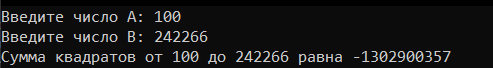 Введите число A: 100
Введите число B: 242266
Сумма квадратов от 100 до 242266 равна -1302900357